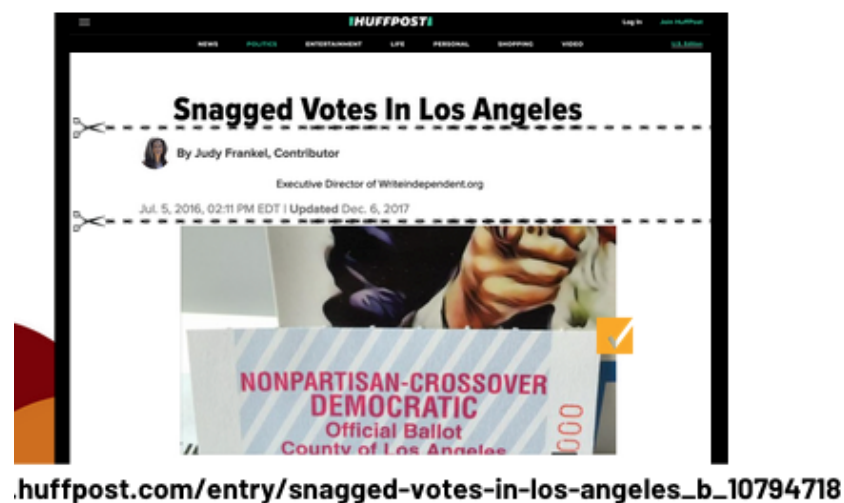 HUFFPOST
Log In Join HuffPost
NEWS POLITICS ENTERTAINMENT LIFE PERSONAL SHOPPING VIDEO U.S. Edition
Snagged Votes In Los Angeles
By Judy Frankel, Contributor
Executive Director of Writeindependent.org
Jul. 5, 2016, 02:11 PM EDT | Updated Dec. 6, 2017
NONPARTISAN-CROSSOVER
DEMOCRATIC
Official Ballot
County of Los Angeles
000
.huffpost.com/entry/snagged-votes-in-los-angeles_b_10794718